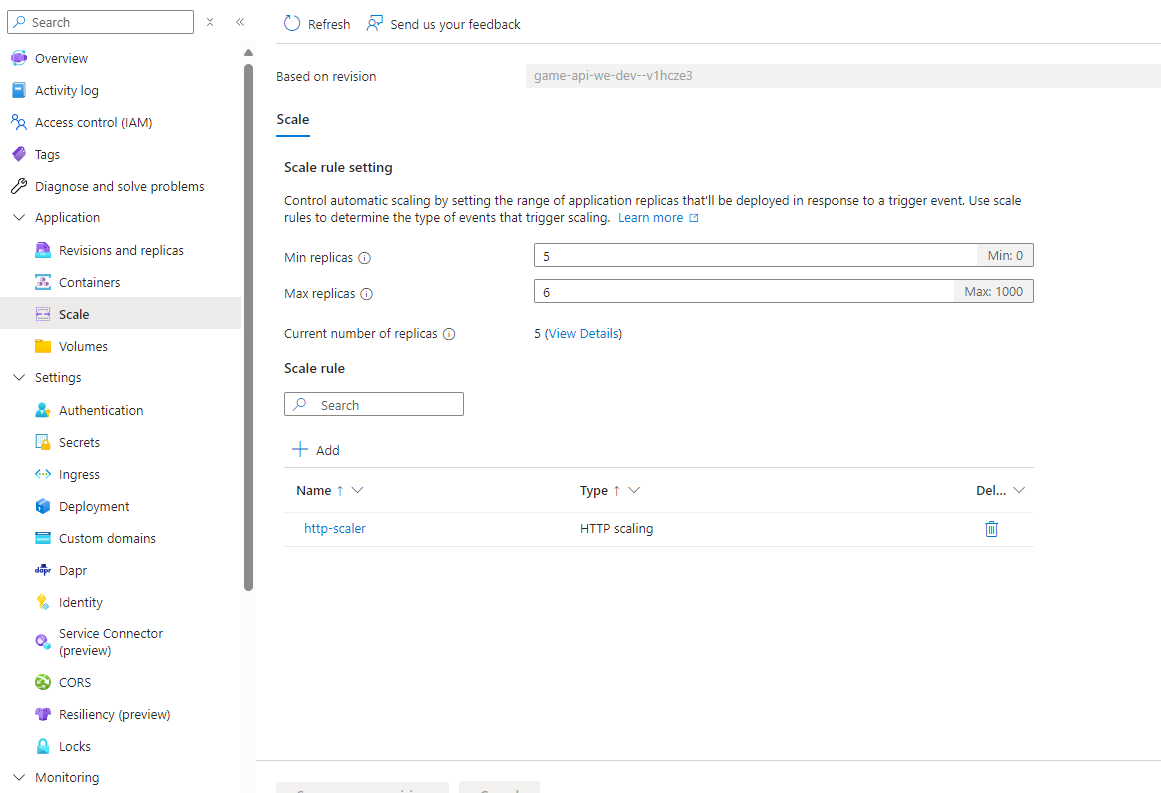 Search
Refresh
Send us your feedback
Overview
Activity log
Access control (IAM)
Tags
Diagnose and solve problems
Application
Revisions and replicas
Containers
Scale
Volumes
Settings
Authentication
Secrets
Ingress
Deployment
Custom domains
dapr Dapr
Identity
Service Connector
(preview)
CORS
Resiliency (preview)
Locks
Monitoring
Based on revision game-api-we-dev--v1hcze3
Scale
Scale rule setting
Control automatic scaling by setting the range of application replicas that'll be deployed in response to a trigger event. Use scale
rules to determine the type of events that trigger scaling. Learn more
Min replicas 5 Min: 0
Max replicas 6 Max: 1000
Current number of replicas 5 (View Details)
Scale rule
Search
Add
Name Type Del...
http-scaler HTTP scaling